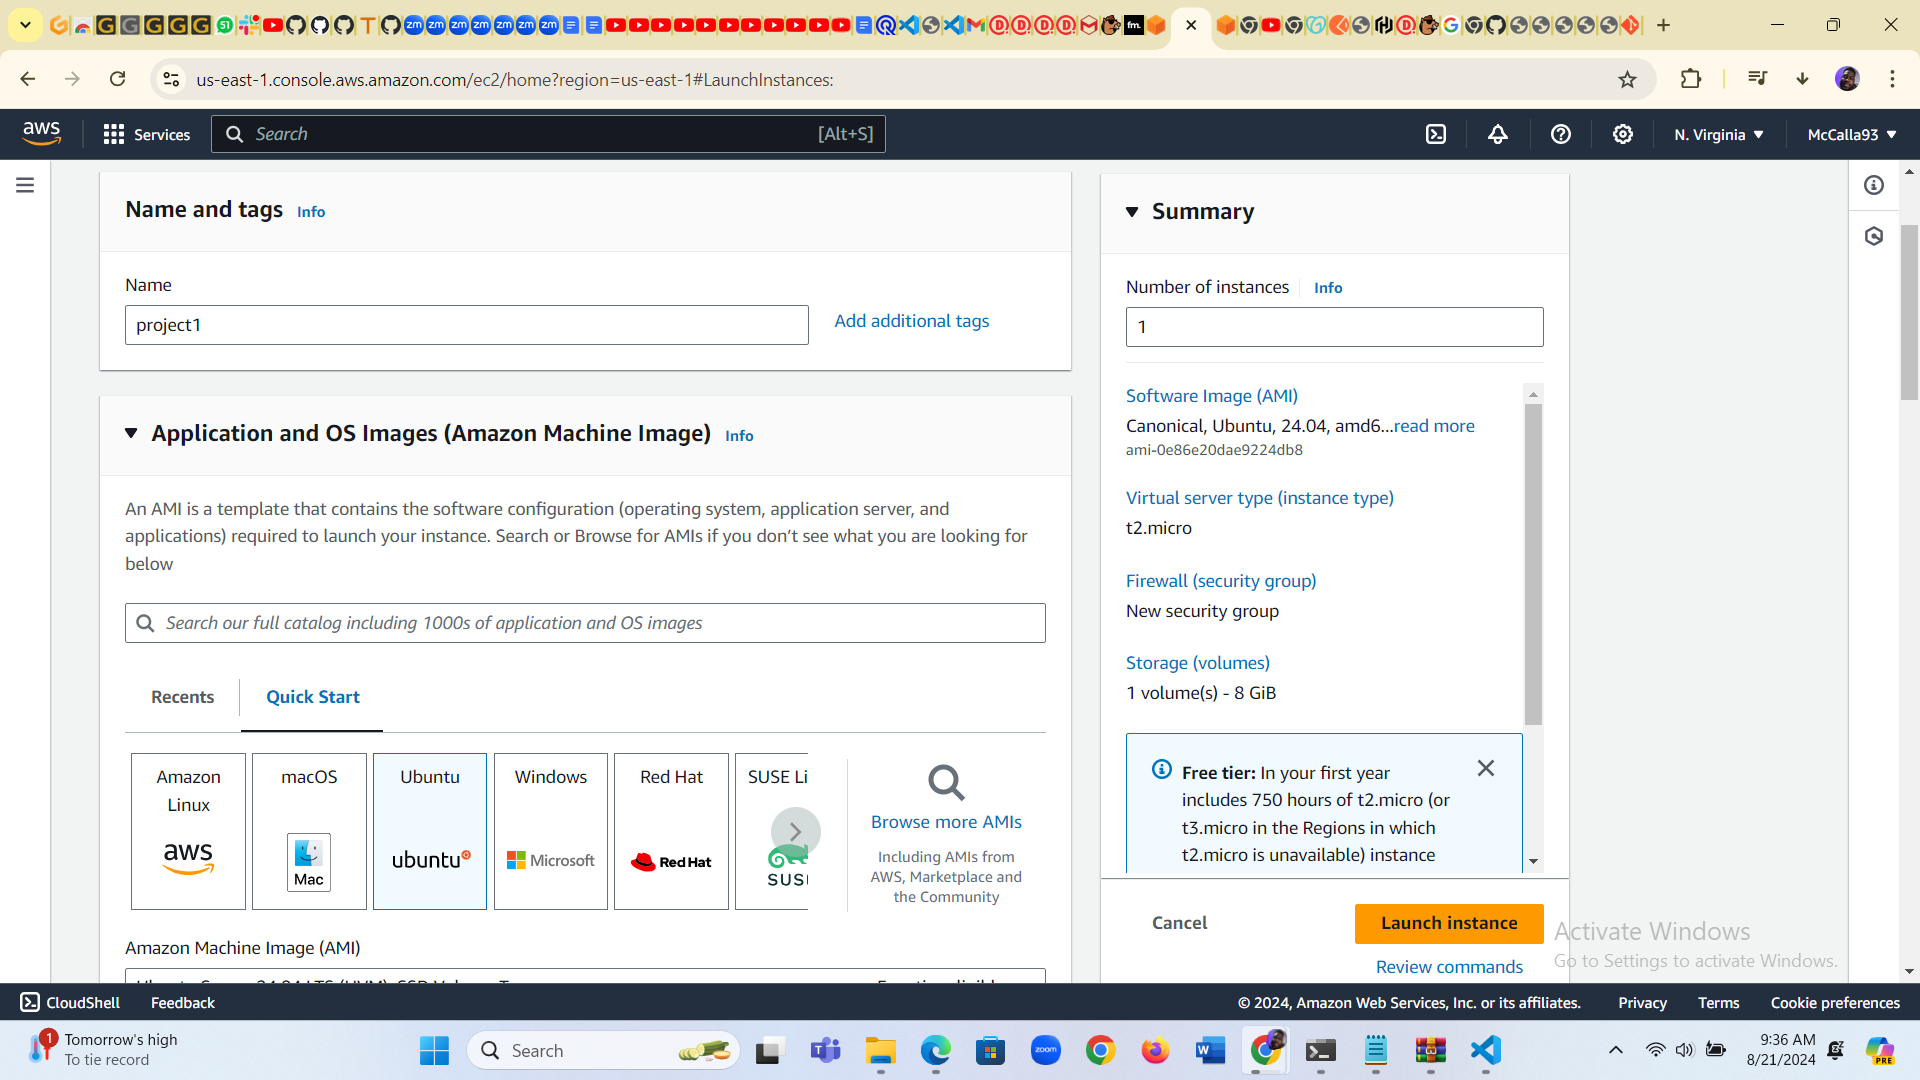 us-east-1.console.aws.amazon.com/ec2/home?region=us-east-1#LaunchInstances:
aws
Services
Search
[Alt+S]
N. Virginia
McCalla93
Name and tags Info
Name
project1
Add additional tags
Application and OS Images (Amazon Machine Image) Info
An AMI is a template that contains the software configuration (operating system, application server, and
applications) required to launch your instance. Search or Browse for AMIs if you don’t see what you are looking for
below
Search our full catalog including 1000s of application and OS images
Recents
Quick Start
Amazon
Linux
aws
macOS
Mac
Ubuntu
ubuntu
Windows
Microsoft
Red Hat
Red Hat
SUSE Li
SUS
Browse more AMIs
Including AMIs from
AWS, Marketplace and
the Community
Amazon Machine Image (AMI)
Summary
Number of instances Info
1
Software Image (AMI)
Canonical, Ubuntu, 24.04, amd6...read more
ami-0e86e20dae9224db8
Virtual server type (instance type)
t2.micro
Firewall (security group)
New security group
Storage (volumes)
1 volume(s) - 8 GiB
Free tier: In your first year
includes 750 hours of t2.micro (or
t3.micro in the Regions in which
t2.micro is unavailable) instance
Cancel
Launch instance
Review commands
Activate Windows
Go to Settings to activate Windows.
CloudShell
Feedback
© 2024, Amazon Web Services, Inc. or its affiliates.
Privacy
Terms
Cookie preferences
1
Tomorrow's high
To tie record
Search
zoom
9:36 AM
8/21/2024
PRE